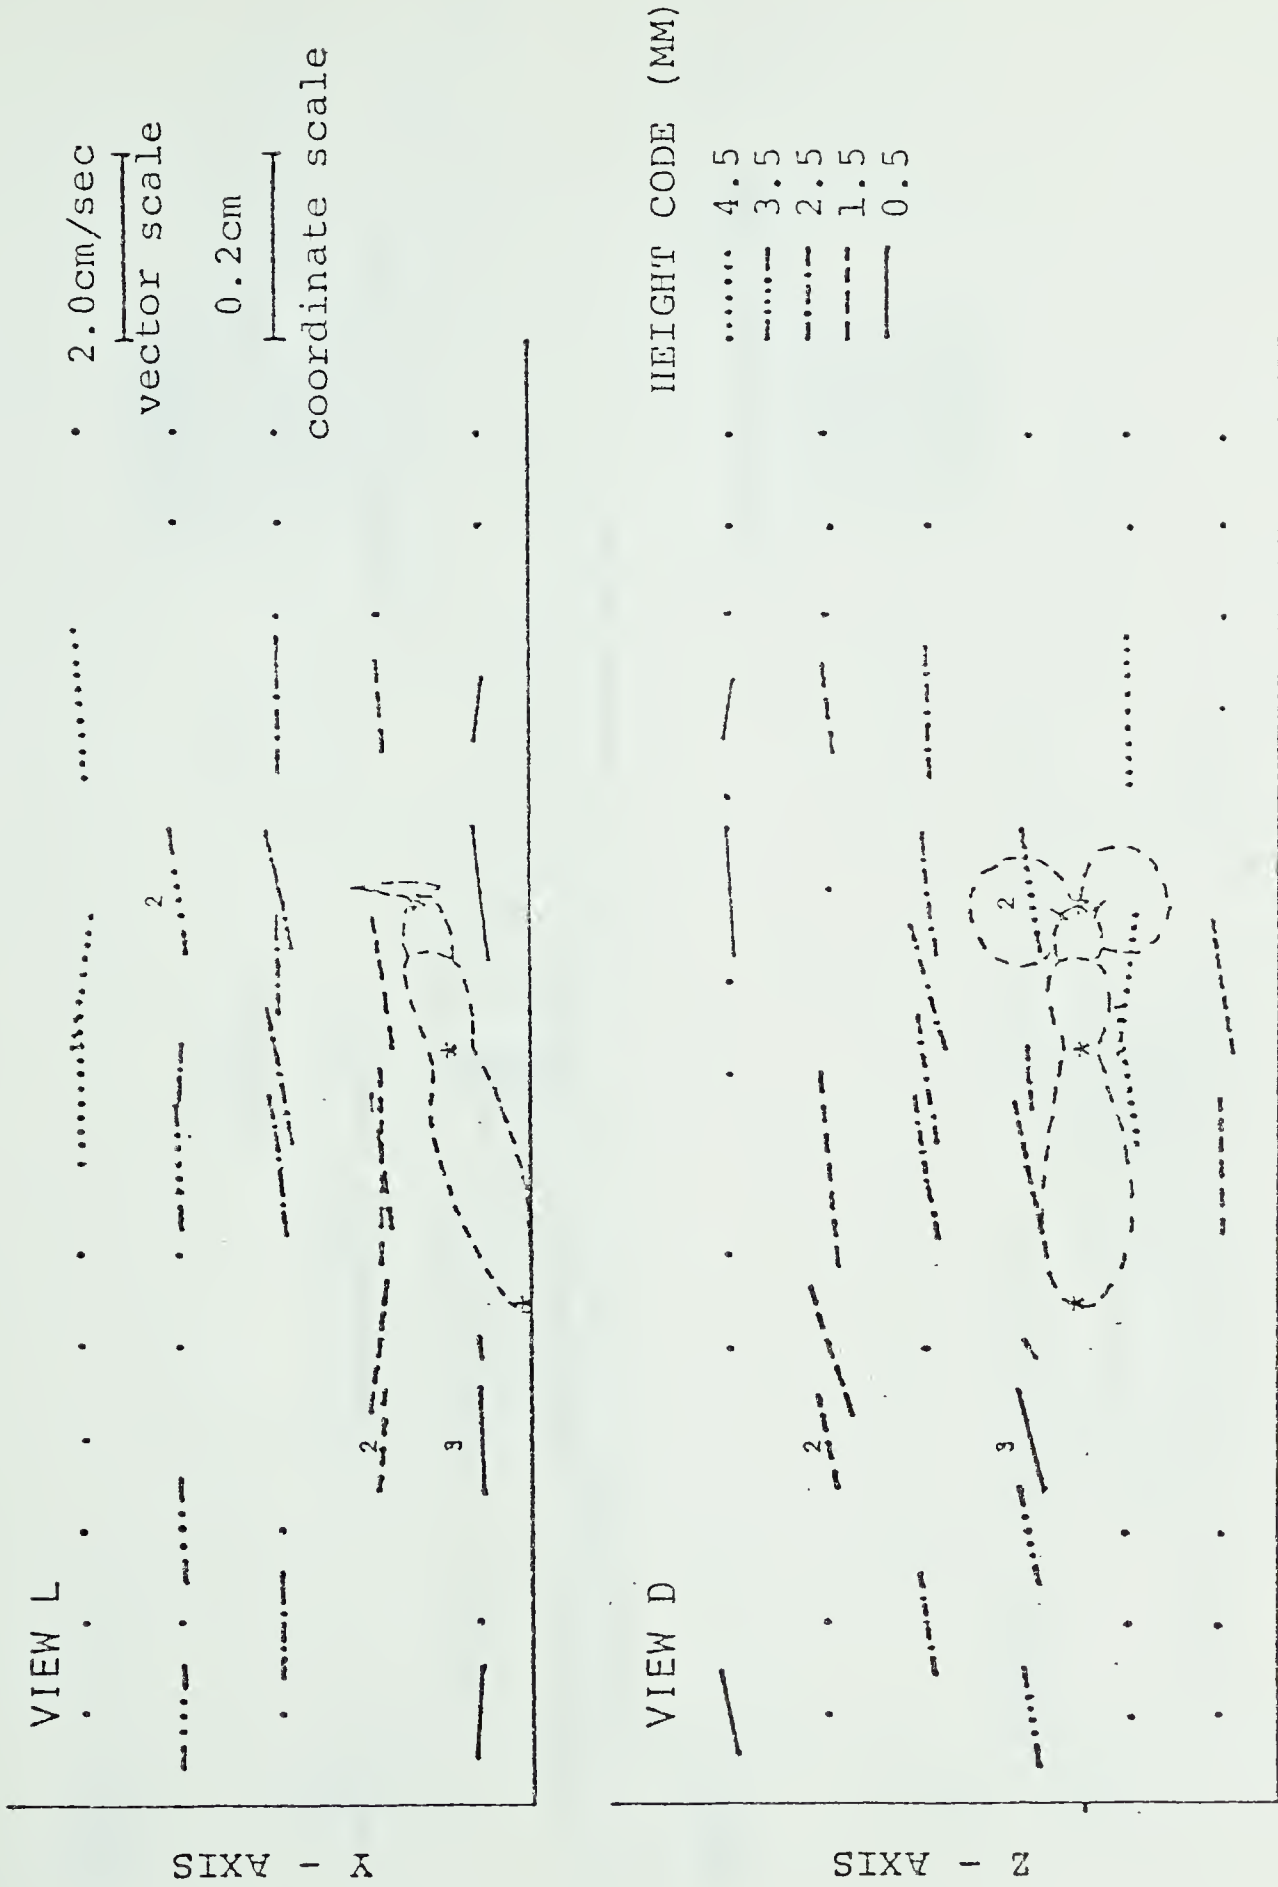 VIEW L
2.0cm/sec
vector scale
0.2cm
coordinate scale
2
2
3
Y - AXIS
VIEW D
HEIGHT CODE (MM)
4.5
3.5
2.5
1.5
0.5
2
2
3
Z - AXIS